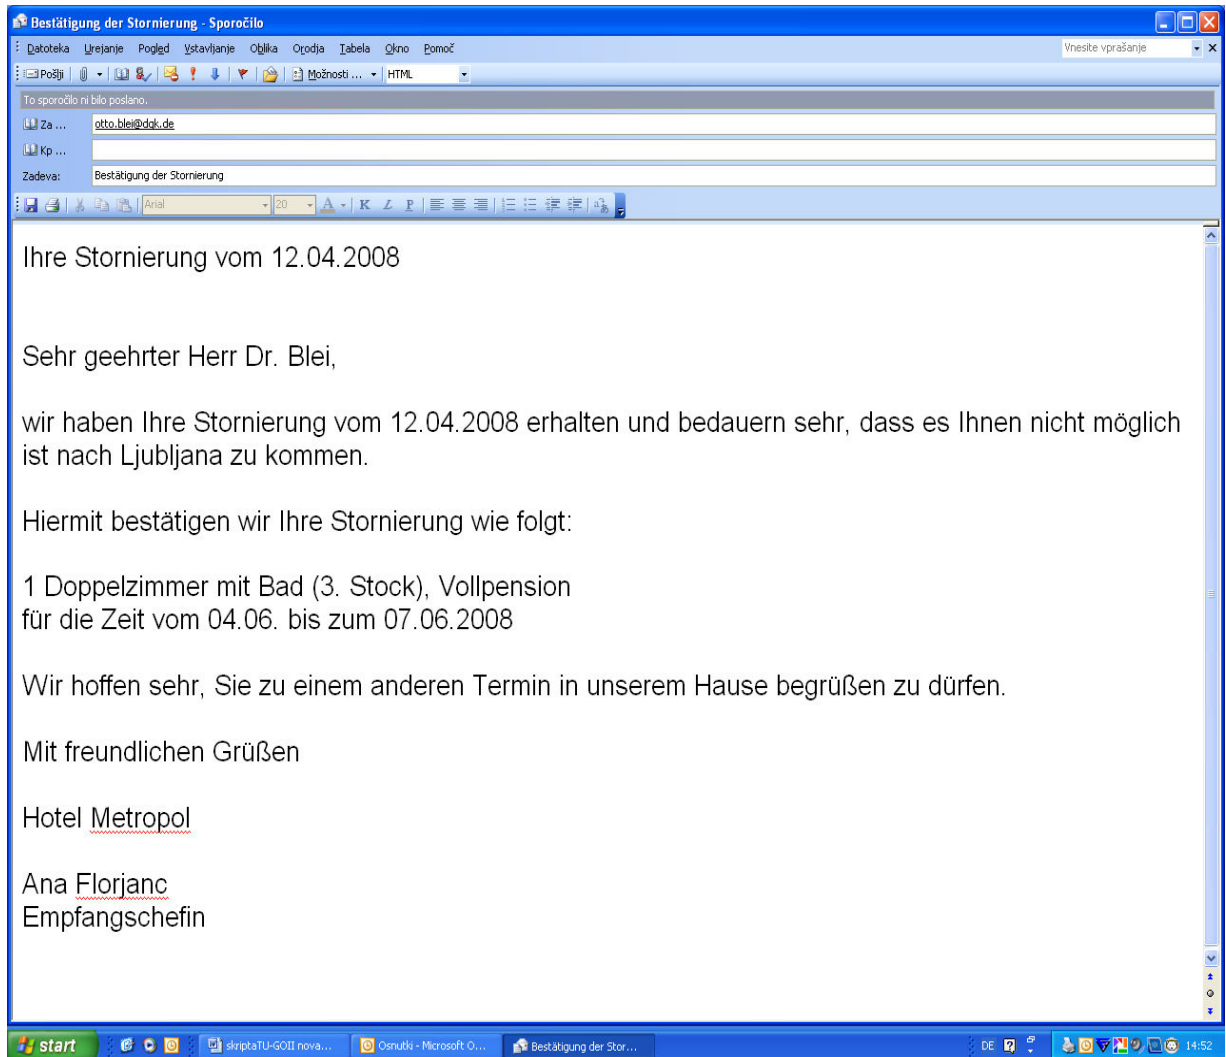 Bestätigung der Stornierung - Sporočilo
Datoteka Urejanje Pogled Vstavljanje Oblika Orodja Tabela Okno Pomoč Vnesite vprašanje
Pošlji Možnosti ... HTML
To sporočilo ni bilo poslano.
Za ... otto.blei@dgk.de
Kp ...
Zadeva: Bestätigung der Stornierung
Arial 20 A K L P
Ihre Stornierung vom 12.04.2008
Sehr geehrter Herr Dr. Blei,
wir haben Ihre Stornierung vom 12.04.2008 erhalten und bedauern sehr, dass es Ihnen nicht möglich
ist nach Ljubljana zu kommen.
Hiermit bestätigen wir Ihre Stornierung wie folgt:
1 Doppelzimmer mit Bad (3. Stock), Vollpension
für die Zeit vom 04.06. bis zum 07.06.2008
Wir hoffen sehr, Sie zu einem anderen Termin in unserem Hause begrüßen zu dürfen.
Mit freundlichen Grüßen
Hotel Metropol
Ana Florjanc
Empfangschefin
start skriptaTU-GOII nova... Osnutki - Microsoft O... Bestätigung der Stor... DE 14:52